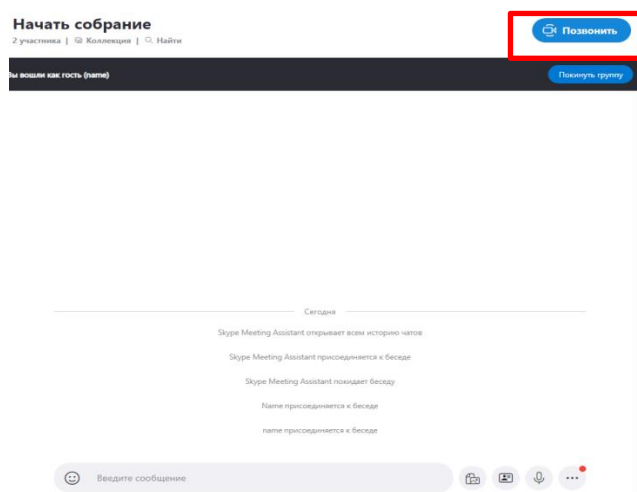 Начать собрание
Позвонить
2 участника | Коллекция | Найти
Вы вошли как гость (name)
Покинуть группу
Сегодня
Skype Meeting Assistant открывает всем историю чатов
Skype Meeting Assistant присоединяется к беседе
Skype Meeting Assistant покидает беседу
Name присоединяется к беседе
name присоединяется к беседе
Введите сообщение